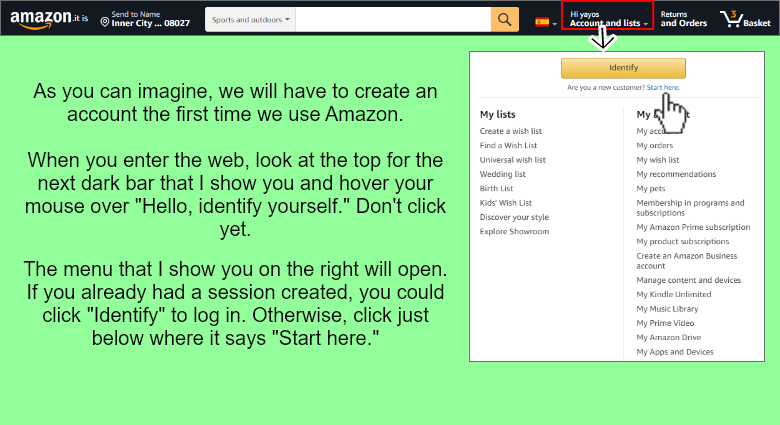 amazon.it is
Send to Name
Inner City ... 08027
Sports and outdoors
Hi yayos
Account and lists
Returns
and Orders
3
Basket
As you can imagine, we will have to create an
account the first time we use Amazon.
When you enter the web, look at the top for the
next dark bar that I show you and hover your
mouse over "Hello, identify yourself." Don't click
yet.
The menu that I show you on the right will open.
If you already had a session created, you could
click "Identify" to log in. Otherwise, click just
below where it says "Start here."
Identify
Are you a new customer? Start here.
My lists
Create a wish list
Find a Wish List
Universal wish list
Wedding list
Birth List
Kids' Wish List
Discover your style
Explore Showroom
My
My
My orders
My wish list
My recommendations
My pets
Membership in programs and
subscriptions
My Amazon Prime subscription
My product subscriptions
Create an Amazon Business
account
Manage content and devices
My Kindle Unlimited
My Music Library
My Prime Video
My Amazon Drive
My Apps and Devices